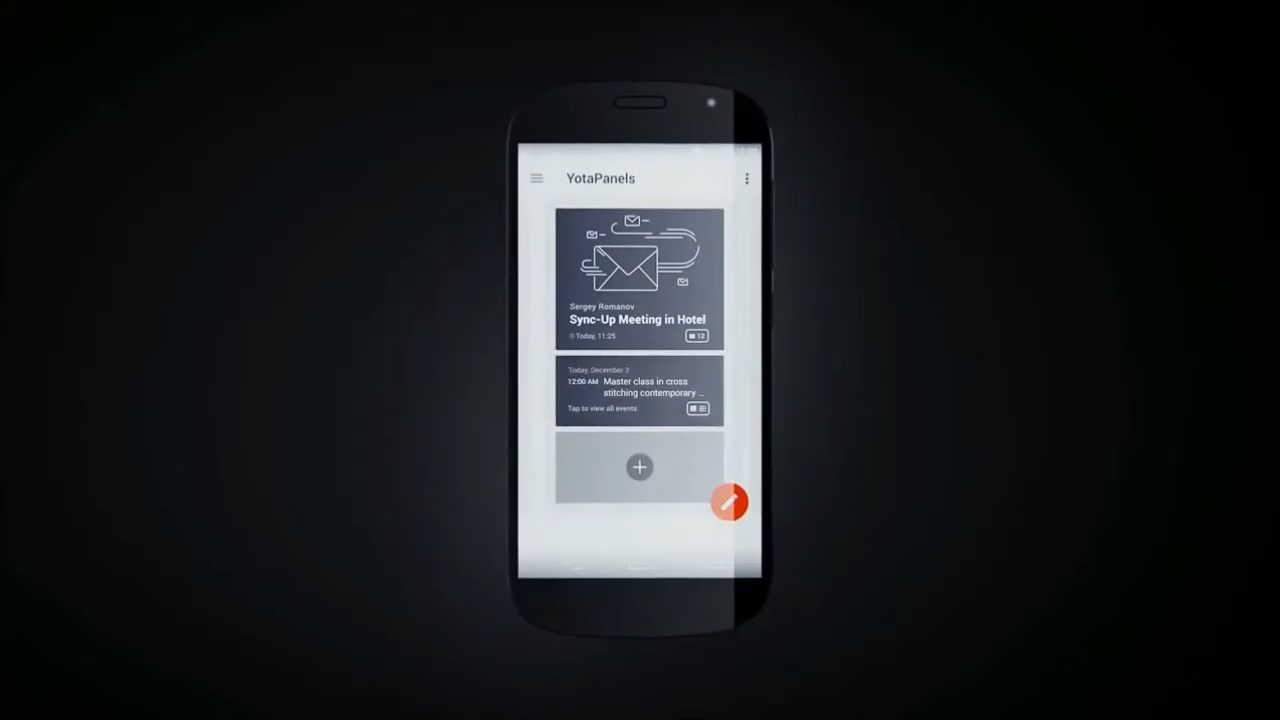 YotaPanels
Sergey Romanov
Sync-Up Meeting in Hotel
Today, 11:25
12
Today, December 3
12:00 AM Master class in cross
stitching contemporary ...
Tap to view all events